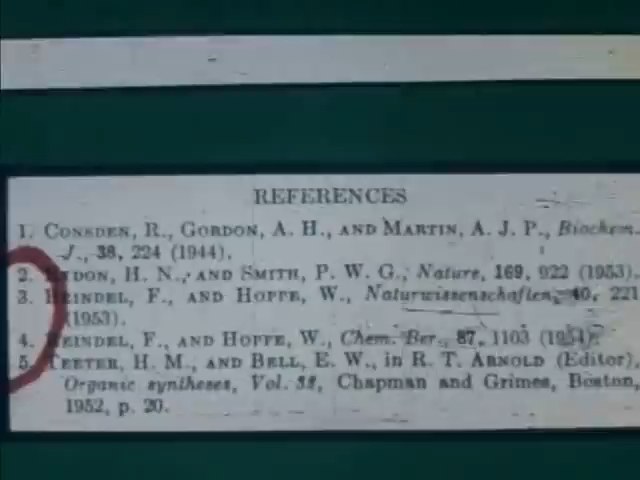 REFERENCES
1. CONSDEN, R., GORDON, A. H., AND MARTIN, A. J. P., Biochem.
J., 38, 224 (1944).
2. RYDON, H. N., AND SMITH, P. W. G., Nature, 169, 922 (1953).
3. REINDEL, F., AND HOPPE, W., Naturwissenschaften, 40, 221
(1953).
4. REINDEL, F., AND HOPPE, W., Chem. Ber., 87, 1103 (1954).
5. TEETER, H. M., AND BELL, E. W., in R. T. ARNOLD (Editor),
Organic syntheses, Vol. 32, Chapman and Grimes, Boston,
1952, p. 20.